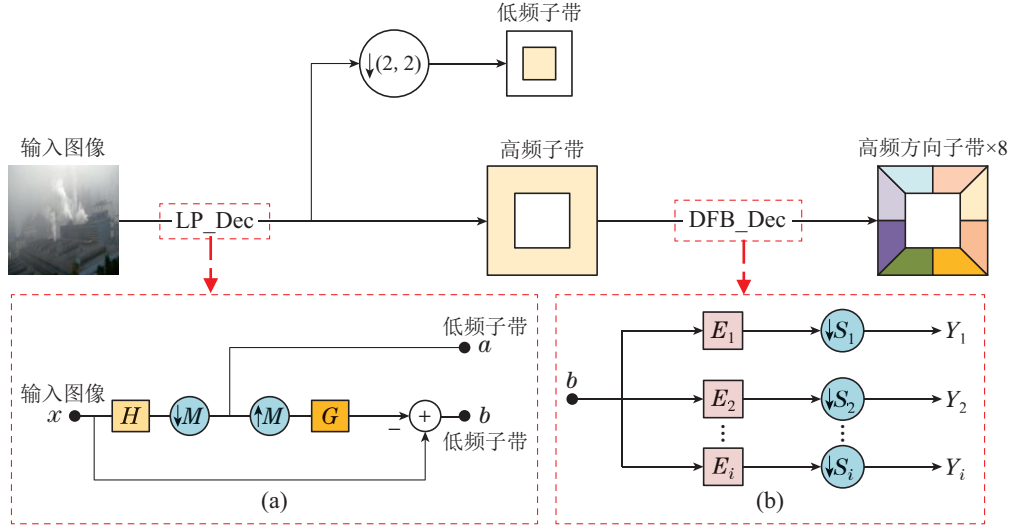 低频子带
↓(2, 2)
输入图像
高频子带
高频方向子带×8
LP_Dec
DFB_Dec
低频子带
a
输入图像
x
H
↓M
↑M
G
+
−
b
低频子带
(a)
b
E₁
↓S₁
Y₁
E₂
↓S₂
Y₂
⋮
⋮
Eᵢ
↓Sᵢ
Yᵢ
(b)